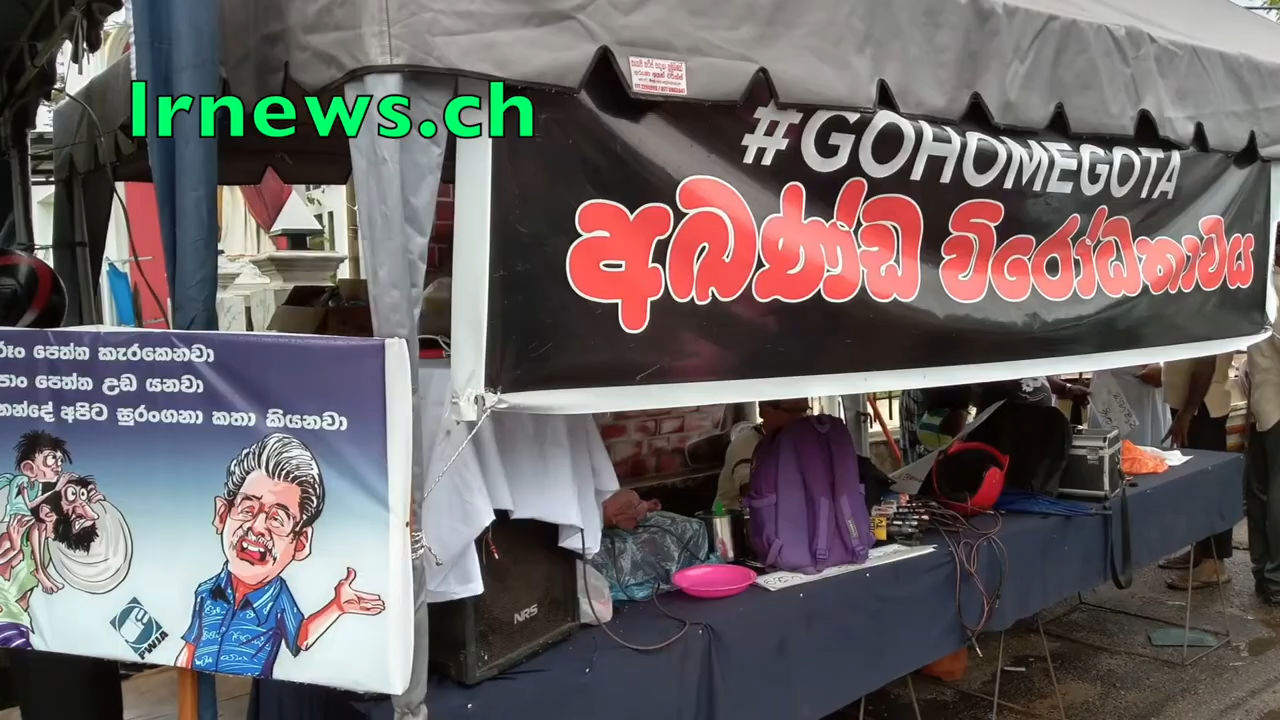 lrnews.ch
#GOHOMEGOTA
අඛණ්ඩ විරෝධතාවය
පෙත්ත කැරකෙනවා
පාං පෙත්ත උඩ යනවා
අපිට සුරංගනා කතා කියනවා
FWJA
NRS